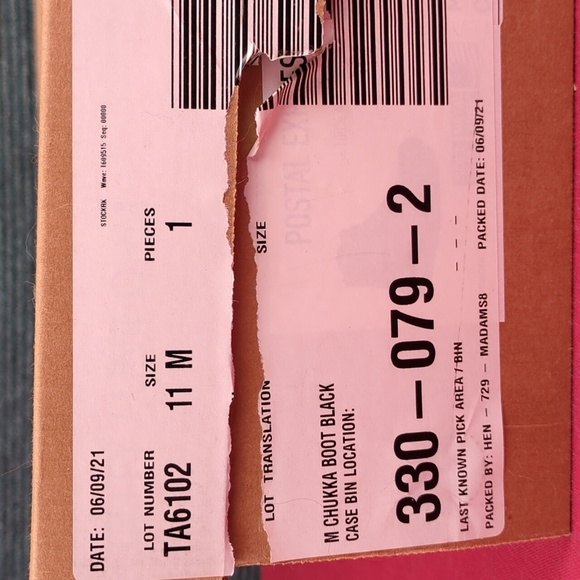 STOCKRK Wave: 1609515 Seq: 00000
DATE: 06/09/21
LOT NUMBER SIZE PIECES
TA6102 11 M 1
LOT TRANSLATION SIZE
M CHUKKA BOOT BLACK
CASE BIN LOCATION:
330-079-2
LAST KNOWN PICK AREA / BIN - - -
PACKED BY: HEN - 729 - MADAMS8 PACKED DATE: 06/09/21